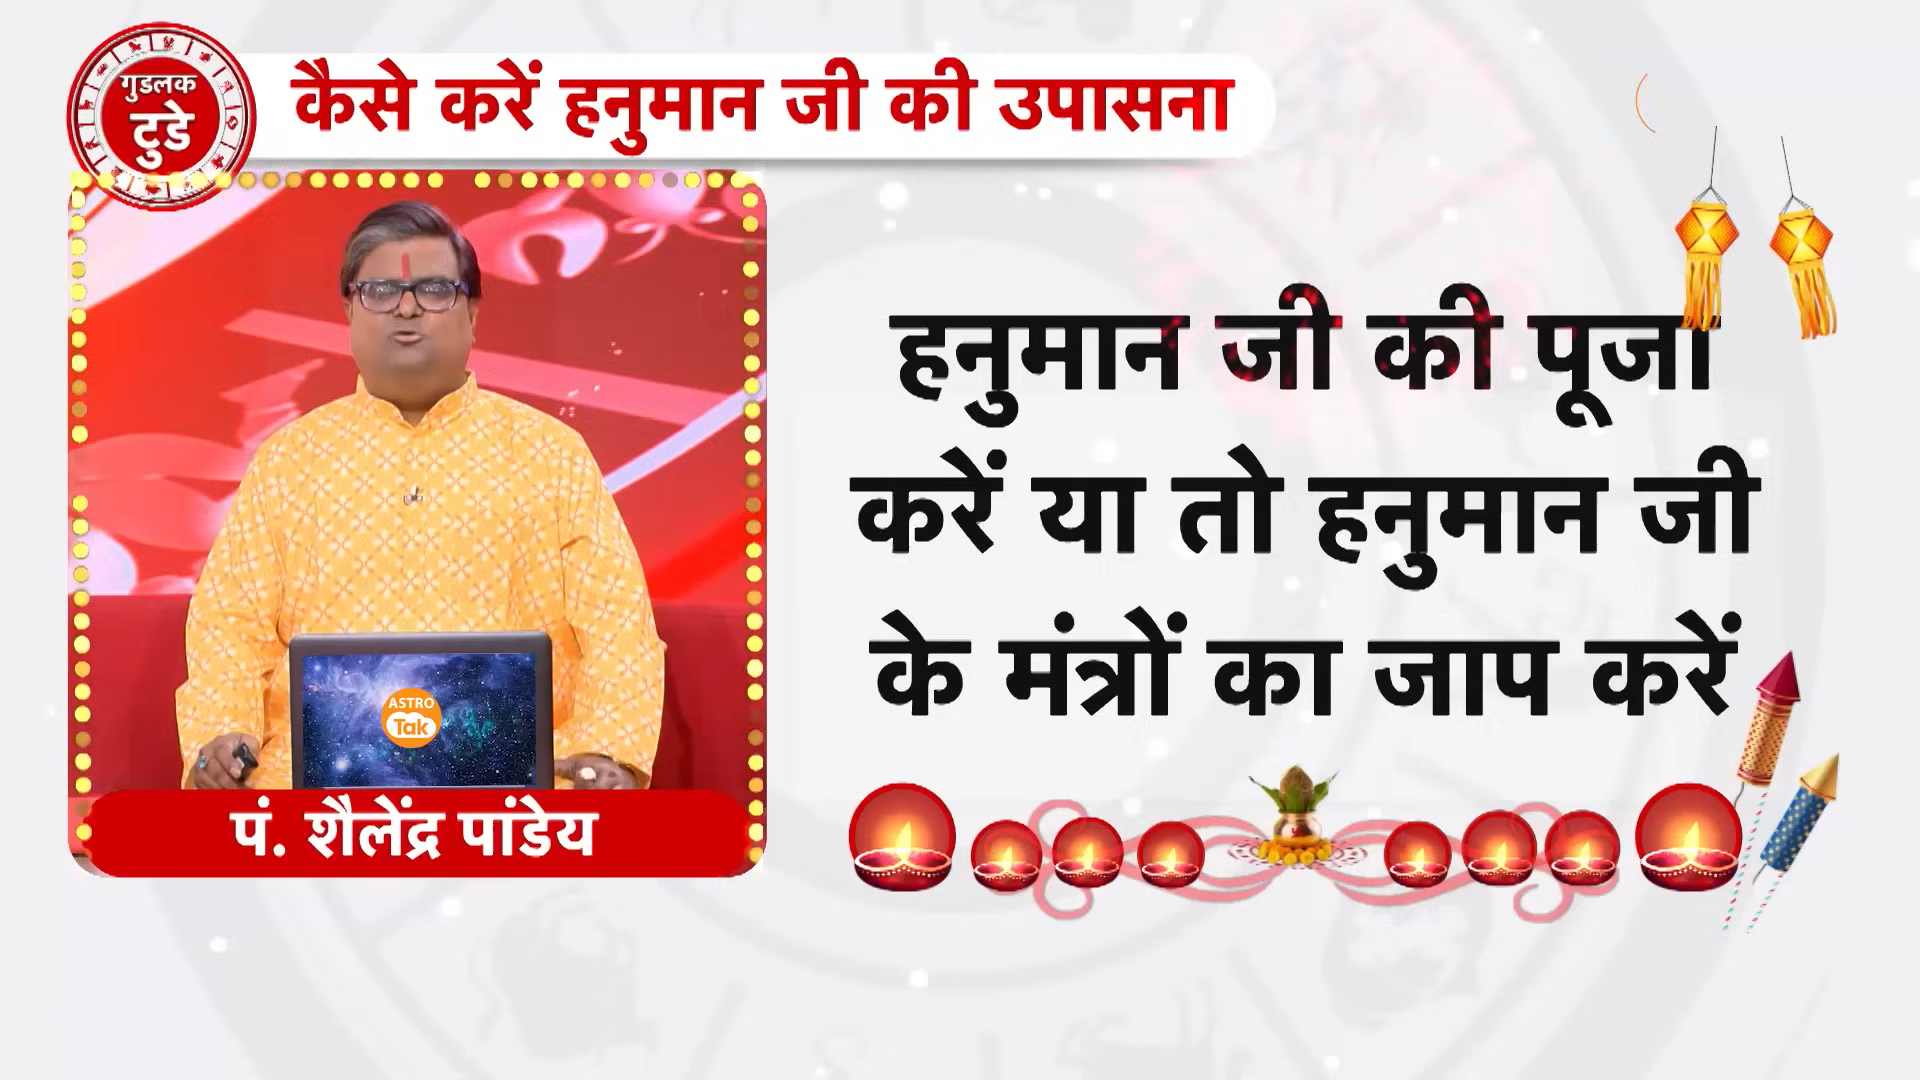 गुडलक
टुडे
कैसे करें हनुमान जी की उपासना
हनुमान जी की पूजा
करें या तो हनुमान जी
के मंत्रों का जाप करें
ASTRO
Tak
पं. शैलेंद्र पांडेय